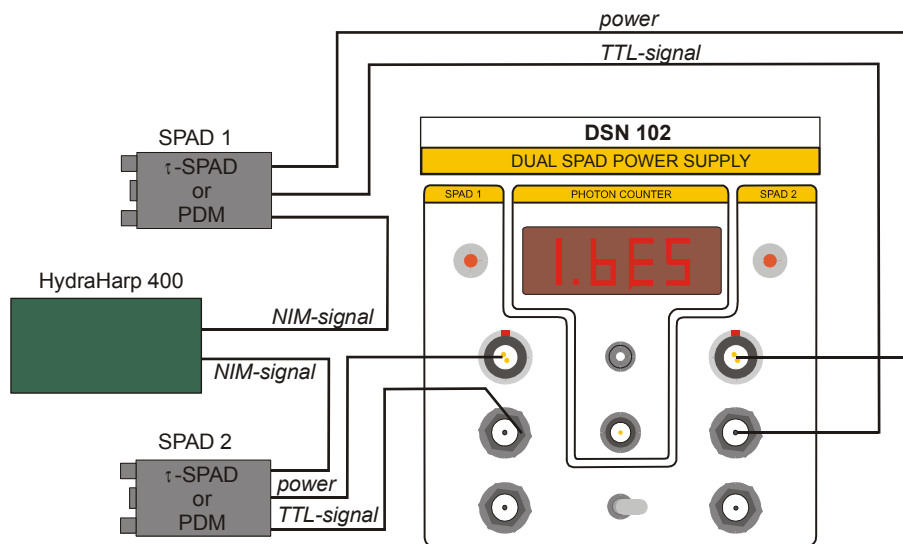 power
TTL-signal
SPAD 1
τ-SPAD
or
PDM
DSN 102
DUAL SPAD POWER SUPPLY
SPAD 1
PHOTON COUNTER
SPAD 2
1.6E5
HydraHarp 400
NIM-signal
NIM-signal
SPAD 2
τ-SPAD
or
PDM
power
TTL-signal